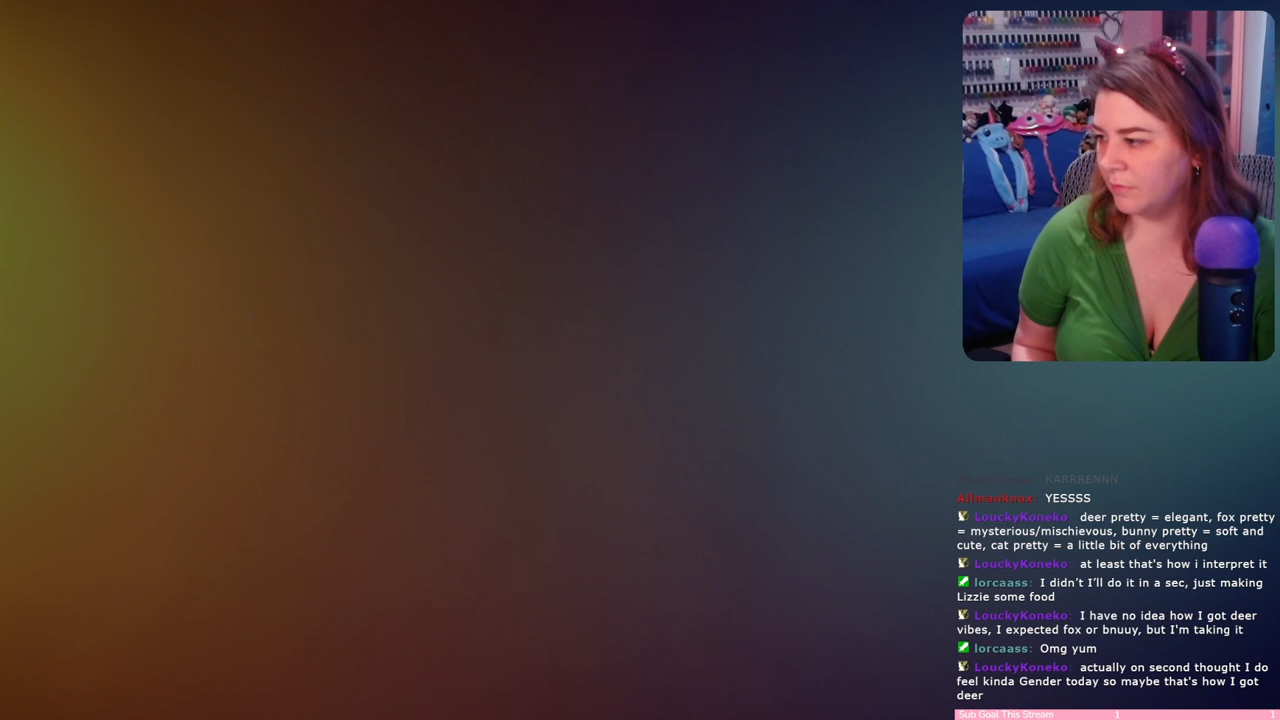 KARRRENNN
Allmankaax: YESSSS
LouckyKoneko: deer pretty = elegant, fox pretty
= mysterious/mischievous, bunny pretty = soft and
cute, cat pretty = a little bit of everything
LouckyKoneko: at least that's how i interpret it
lorcaass: I didn't I'll do it in a sec, just making
Lizzie some food
LouckyKoneko: I have no idea how I got deer
vibes, I expected fox or bnuuy, but I'm taking it
lorcaass: Omg yum
LouckyKoneko: actually on second thought I do
feel kinda Gender today so maybe that's how I got
deer
Sub Goal This Stream 1 1